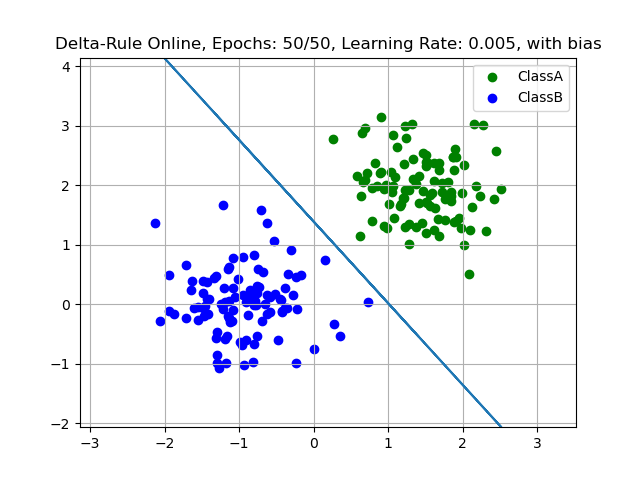 Delta-Rule Online, Epochs: 50/50, Learning Rate: 0.005, with bias
ClassA
ClassB
4
3
2
1
0
−1
−2
−3 −2 −1 0 1 2 3